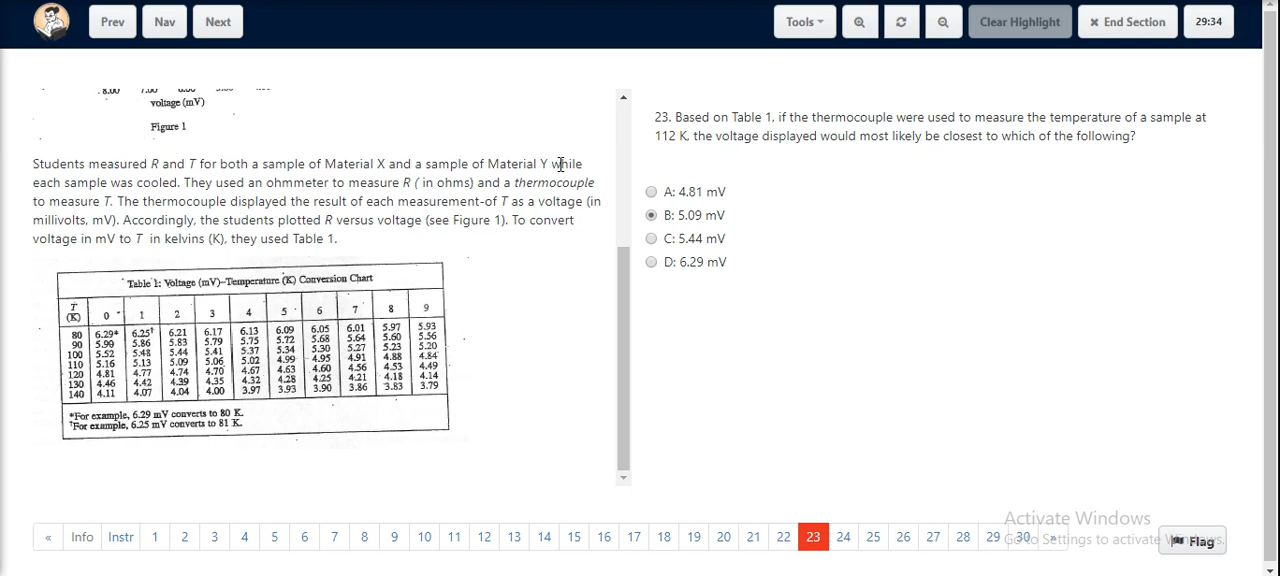 Prev Nav Next Tools Clear Highlight × End Section 29:34
voltage (mV)
Figure 1
Students measured R and T for both a sample of Material X and a sample of Material Y while
each sample was cooled. They used an ohmmeter to measure R ( in ohms) and a thermocouple
to measure T. The thermocouple displayed the result of each measurement-of T as a voltage (in
millivolts, mV). Accordingly, the students plotted R versus voltage (see Figure 1). To convert
voltage in mV to T in kelvins (K), they used Table 1.
Table 1: Voltage (mV)–Temperature (K) Conversion Chart
T (K) 0 1 2 3 4 5 6 7 8 9
80 6.29* 6.25† 6.21 6.17 6.13 6.09 6.05 6.01 5.97 5.93
90 5.90 5.86 5.83 5.79 5.75 5.72 5.68 5.64 5.60 5.56
100 5.52 5.48 5.44 5.41 5.37 5.34 5.30 5.27 5.23 5.20
110 5.16 5.13 5.09 5.06 5.02 4.99 4.95 4.91 4.88 4.84
120 4.81 4.77 4.74 4.70 4.67 4.63 4.60 4.56 4.53 4.49
130 4.46 4.42 4.39 4.35 4.32 4.28 4.25 4.21 4.18 4.14
140 4.11 4.07 4.04 4.00 3.97 3.93 3.90 3.86 3.83 3.79
*For example, 6.29 mV converts to 80 K.
†For example, 6.25 mV converts to 81 K.
23. Based on Table 1, if the thermocouple were used to measure the temperature of a sample at
112 K, the voltage displayed would most likely be closest to which of the following?
A: 4.81 mV
B: 5.09 mV
C: 5.44 mV
D: 6.29 mV
Activate Windows
Go to Settings to activate Windows.
« Info Instr 1 2 3 4 5 6 7 8 9 10 11 12 13 14 15 16 17 18 19 20 21 22 23 24 25 26 27 28 29 30 »
Flag